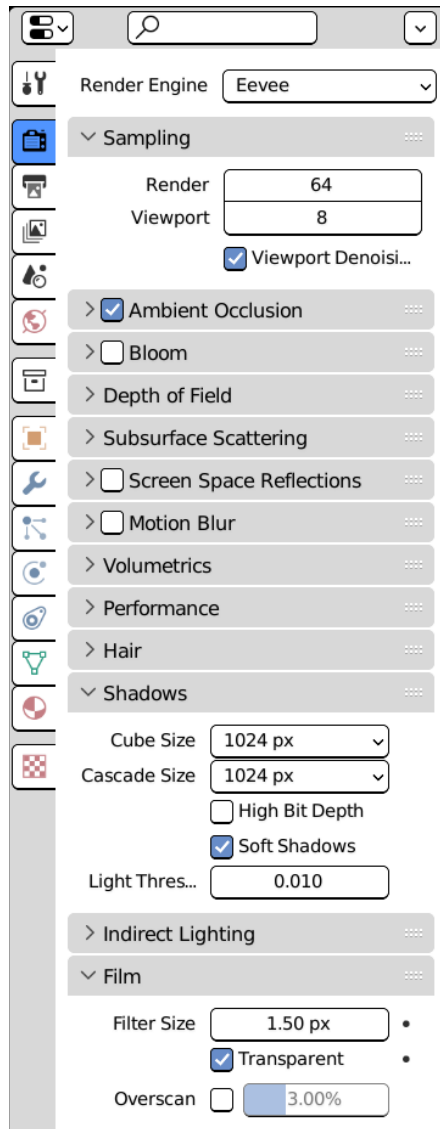 Render Engine Eevee
Sampling
Render 64
Viewport 8
Viewport Denoisi...
Ambient Occlusion
Bloom
Depth of Field
Subsurface Scattering
Screen Space Reflections
Motion Blur
Volumetrics
Performance
Hair
Shadows
Cube Size 1024 px
Cascade Size 1024 px
High Bit Depth
Soft Shadows
Light Thres... 0.010
Indirect Lighting
Film
Filter Size 1.50 px
Transparent
Overscan 3.00%